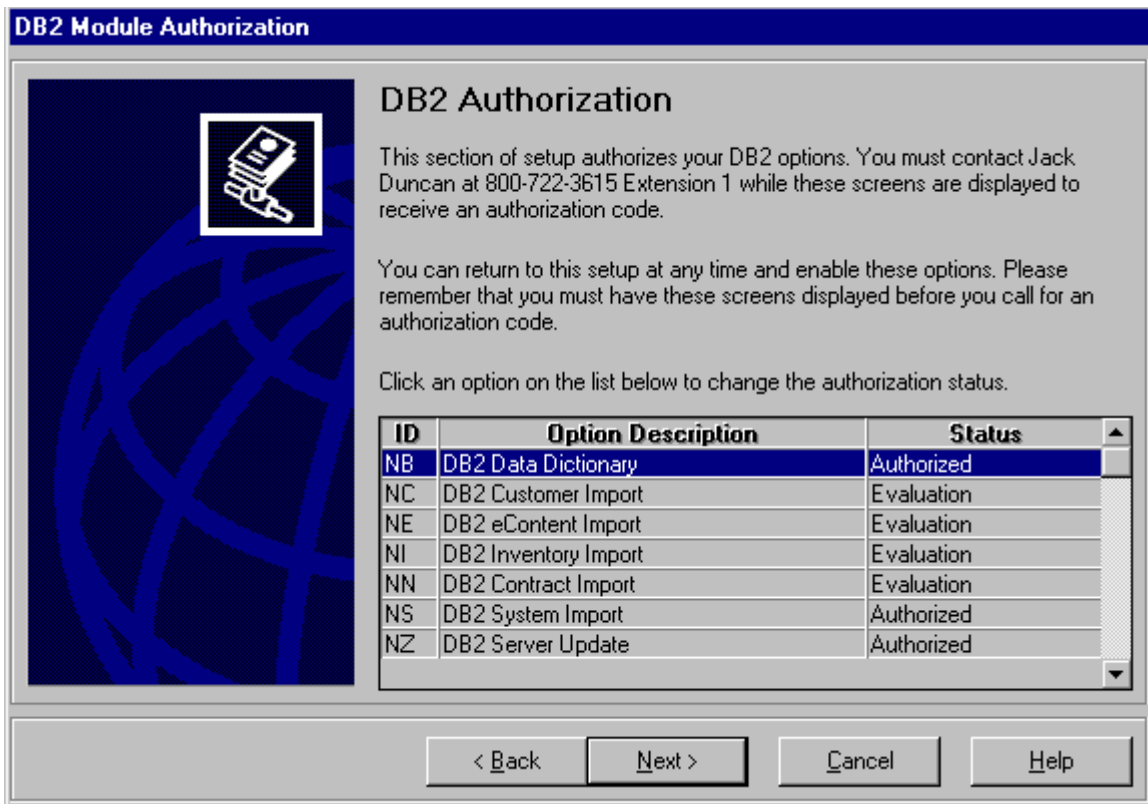 DB2 Module Authorization
DB2 Authorization
This section of setup authorizes your DB2 options. You must contact Jack
Duncan at 800-722-3615 Extension 1 while these screens are displayed to
receive an authorization code.
You can return to this setup at any time and enable these options. Please
remember that you must have these screens displayed before you call for an
authorization code.
Click an option on the list below to change the authorization status.
ID Option Description Status
NB DB2 Data Dictionary Authorized
NC DB2 Customer Import Evaluation
NE DB2 eContent Import Evaluation
NI DB2 Inventory Import Evaluation
NN DB2 Contract Import Evaluation
NS DB2 System Import Authorized
NZ DB2 Server Update Authorized
< Back Next > Cancel Help